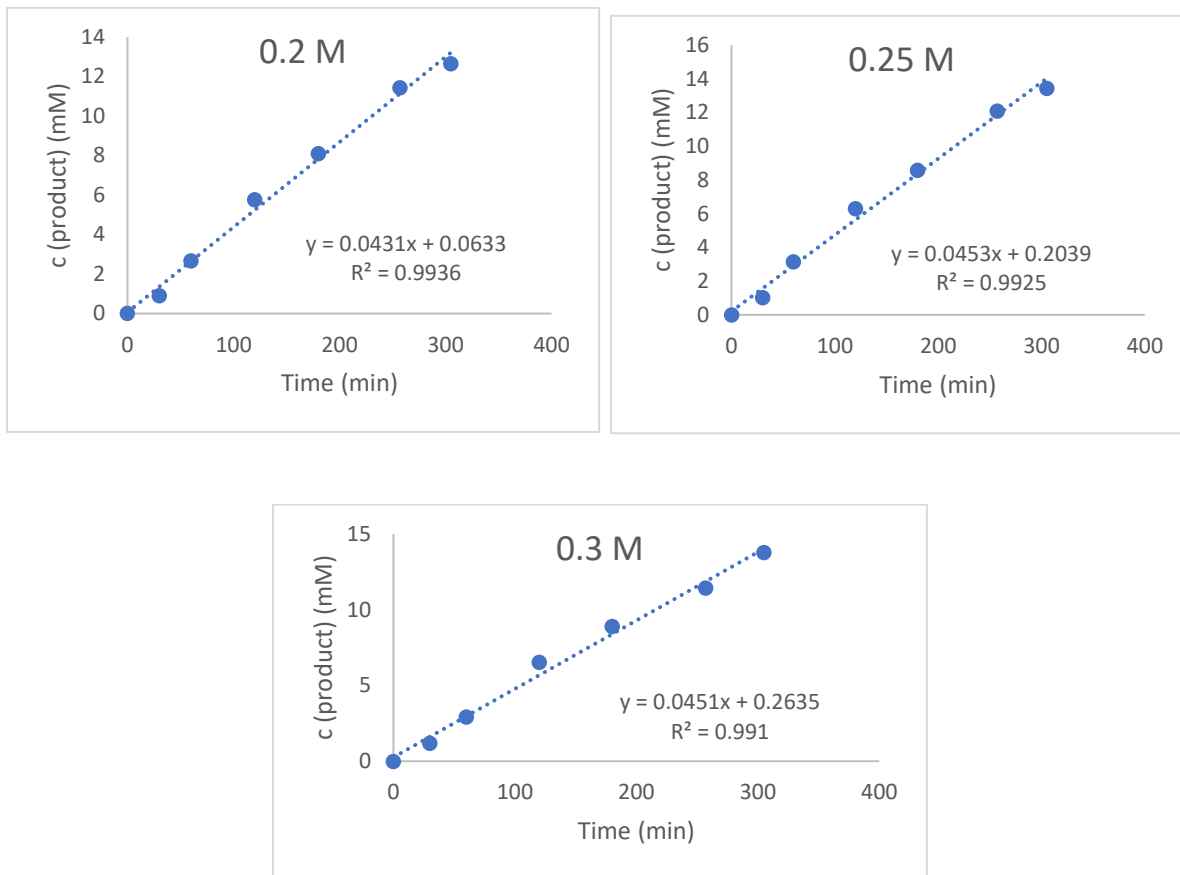 0.2 M
c (product) (mM)
14
12
10
8
6
4
2
0
y = 0.0431x + 0.0633
R² = 0.9936
0 100 200 300 400
Time (min)
0.25 M
c (product) (mM)
16
14
12
10
8
6
4
2
0
y = 0.0453x + 0.2039
R² = 0.9925
0 100 200 300 400
Time (min)
0.3 M
c (product) (mM)
15
10
5
0
y = 0.0451x + 0.2635
R² = 0.991
0 100 200 300 400
Time (min)